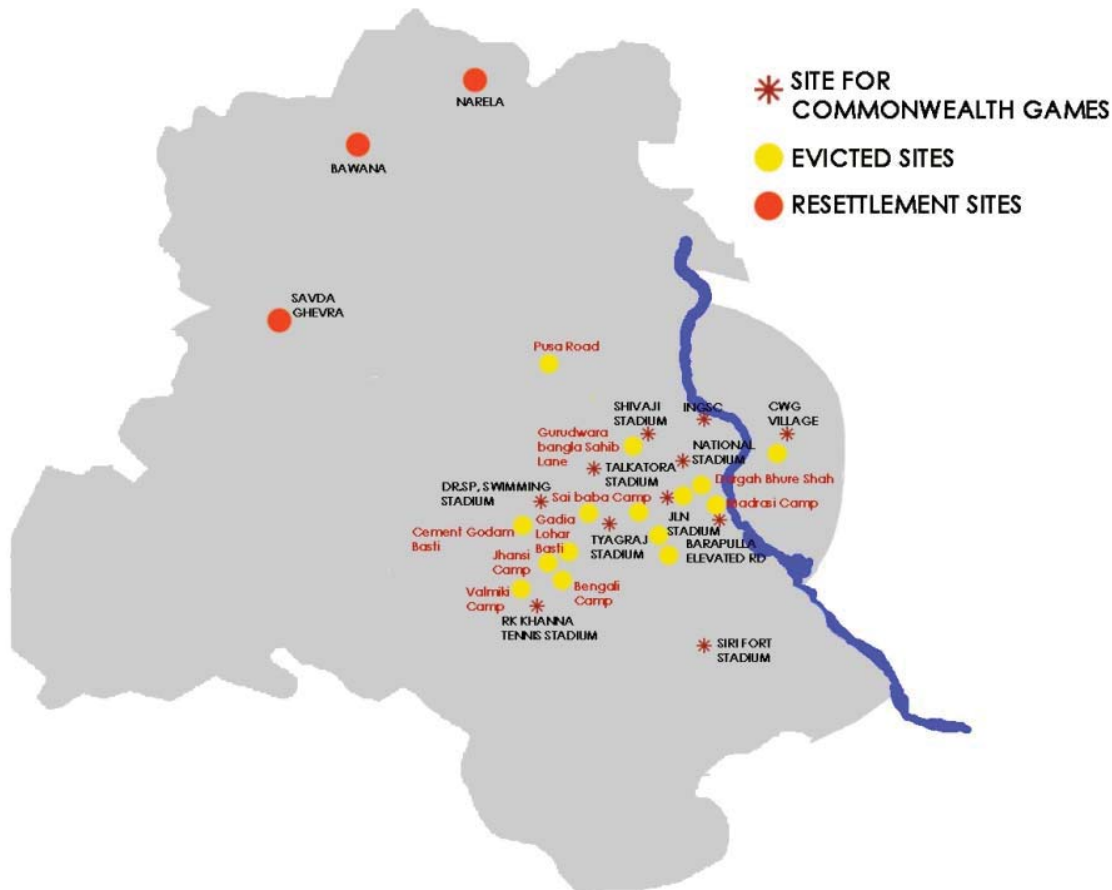 SITE FOR
COMMONWEALTH GAMES
EVICTED SITES
RESETTLEMENT SITES
NARELA
BAWANA
SAVDA
GHEVRA
Pusa Road
SHIVAJI
STADIUM
INGSC
CWG
VILLAGE
Gurudwara
bangla Sahib
Lane
NATIONAL
STADIUM
TALKATORA
STADIUM
Durgah Bhure Shah
DR.SP, SWIMMING
STADIUM
Sai baba Camp
Madrasi Camp
Cement Godam
Basti
Gadia
Lohar
Basti
TYAGRAJ
STADIUM
JLN
STADIUM
BARAPULLA
ELEVATED RD
Jhansi
Camp
Valmiki
Camp
Bengali
Camp
RK KHANNA
TENNIS STADIUM
SIRI FORT
STADIUM